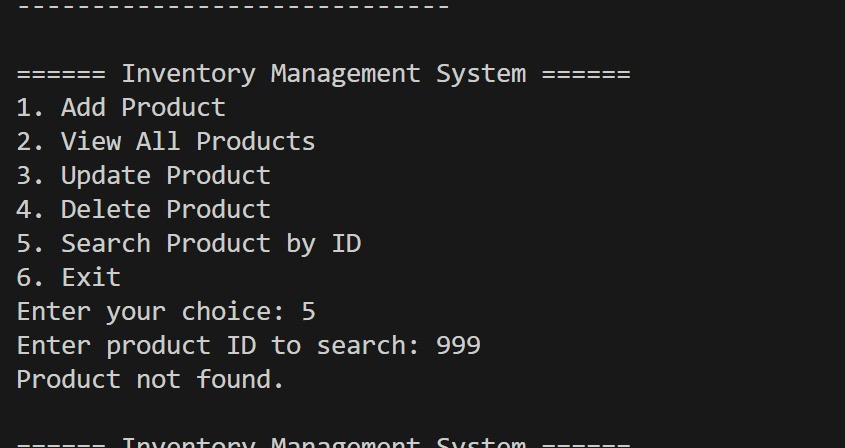 -----------------------------
====== Inventory Management System ======
1. Add Product
2. View All Products
3. Update Product
4. Delete Product
5. Search Product by ID
6. Exit
Enter your choice: 5
Enter product ID to search: 999
Product not found.
====== Inventory Management System ======